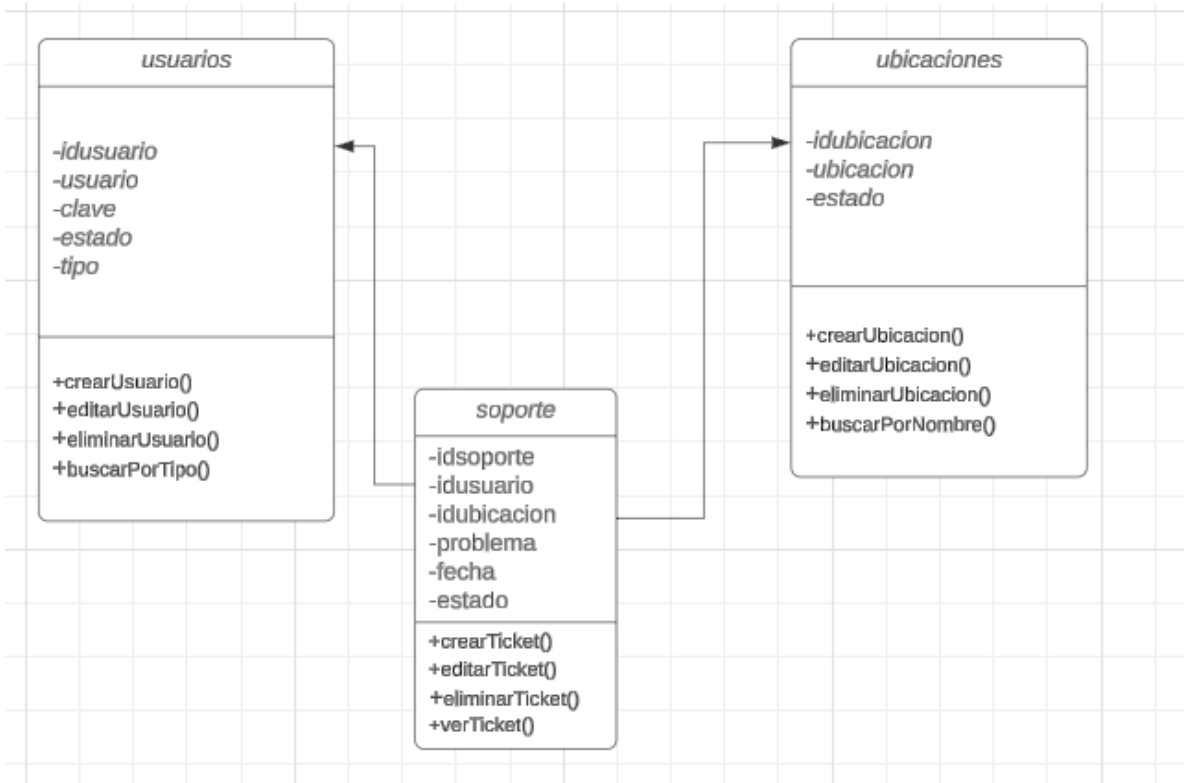 usuarios
-idusuario
-usuario
-clave
-estado
-tipo
+crearUsuario()
+editarUsuario()
+eliminarUsuario()
+buscarPorTipo()
soporte
-idsoporte
-idusuario
-idubicacion
-problema
-fecha
-estado
+crearTicket()
+editarTicket()
+eliminarTicket()
+verTicket()
ubicaciones
-idubicacion
-ubicacion
-estado
+crearUbicacion()
+editarUbicacion()
+eliminarUbicacion()
+buscarPorNombre()